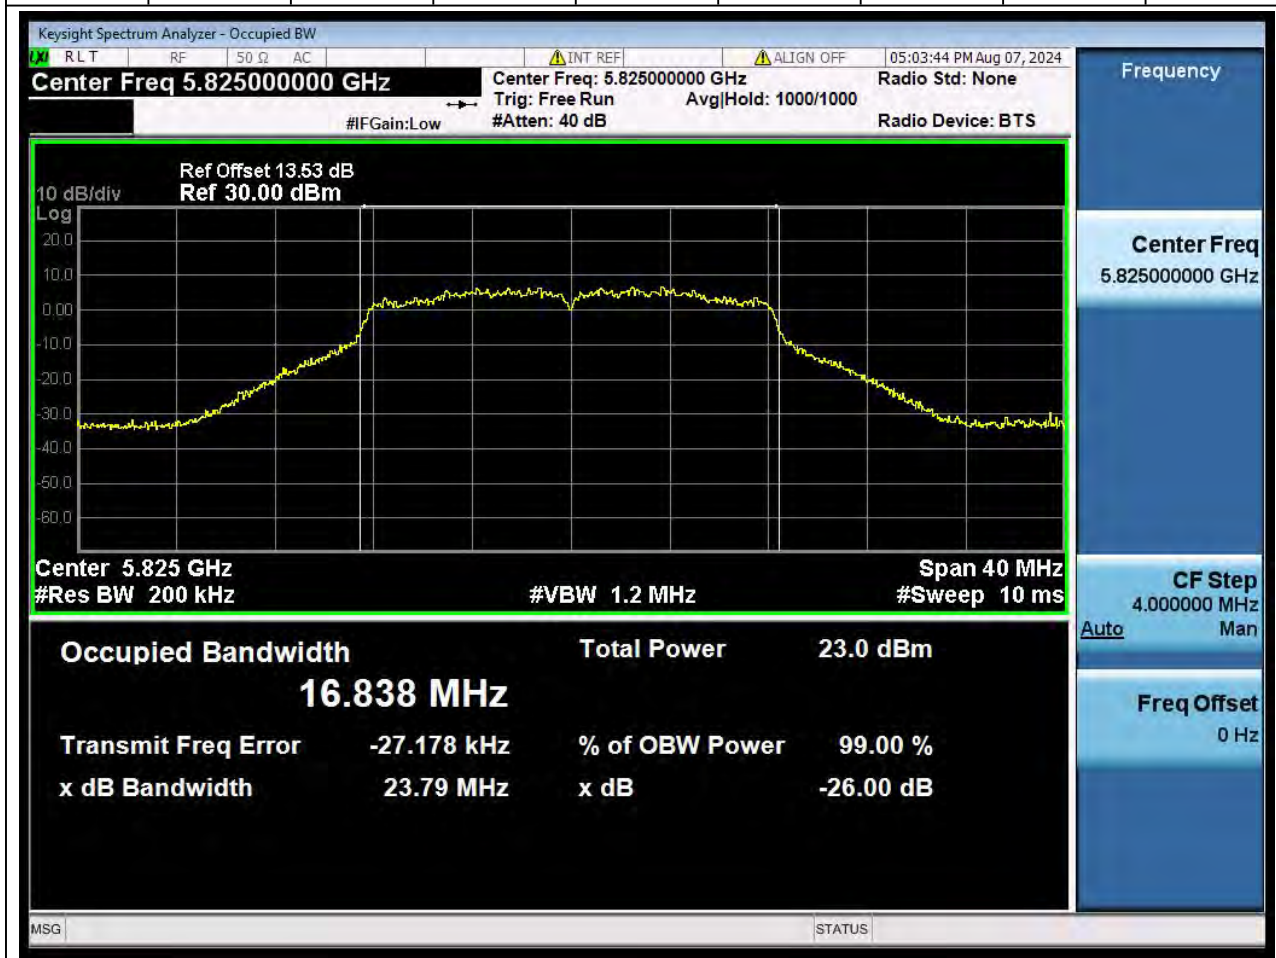 Keysight Spectrum Analyzer - Occupied BW
LXI RLT RF 50 Ω AC INT REF ALIGN OFF 05:03:44 PM Aug 07, 2024
Center Freq 5.825000000 GHz
Center Freq: 5.825000000 GHz
Radio Std: None
Trig: Free Run Avg|Hold: 1000/1000
#IFGain:Low
#Atten: 40 dB
Radio Device: BTS
Frequency
Ref Offset 13.53 dB
10 dB/div Ref 30.00 dBm
Log
20.0
10.0
0.00
-10.0
-20.0
-30.0
-40.0
-50.0
-60.0
Center 5.825 GHz Span 40 MHz
#Res BW 200 kHz #VBW 1.2 MHz #Sweep 10 ms
Center Freq
5.825000000 GHz
CF Step
4.000000 MHz
Auto Man
Freq Offset
0 Hz
Occupied Bandwidth Total Power 23.0 dBm
16.838 MHz
Transmit Freq Error -27.178 kHz % of OBW Power 99.00 %
x dB Bandwidth 23.79 MHz x dB -26.00 dB
MSG STATUS